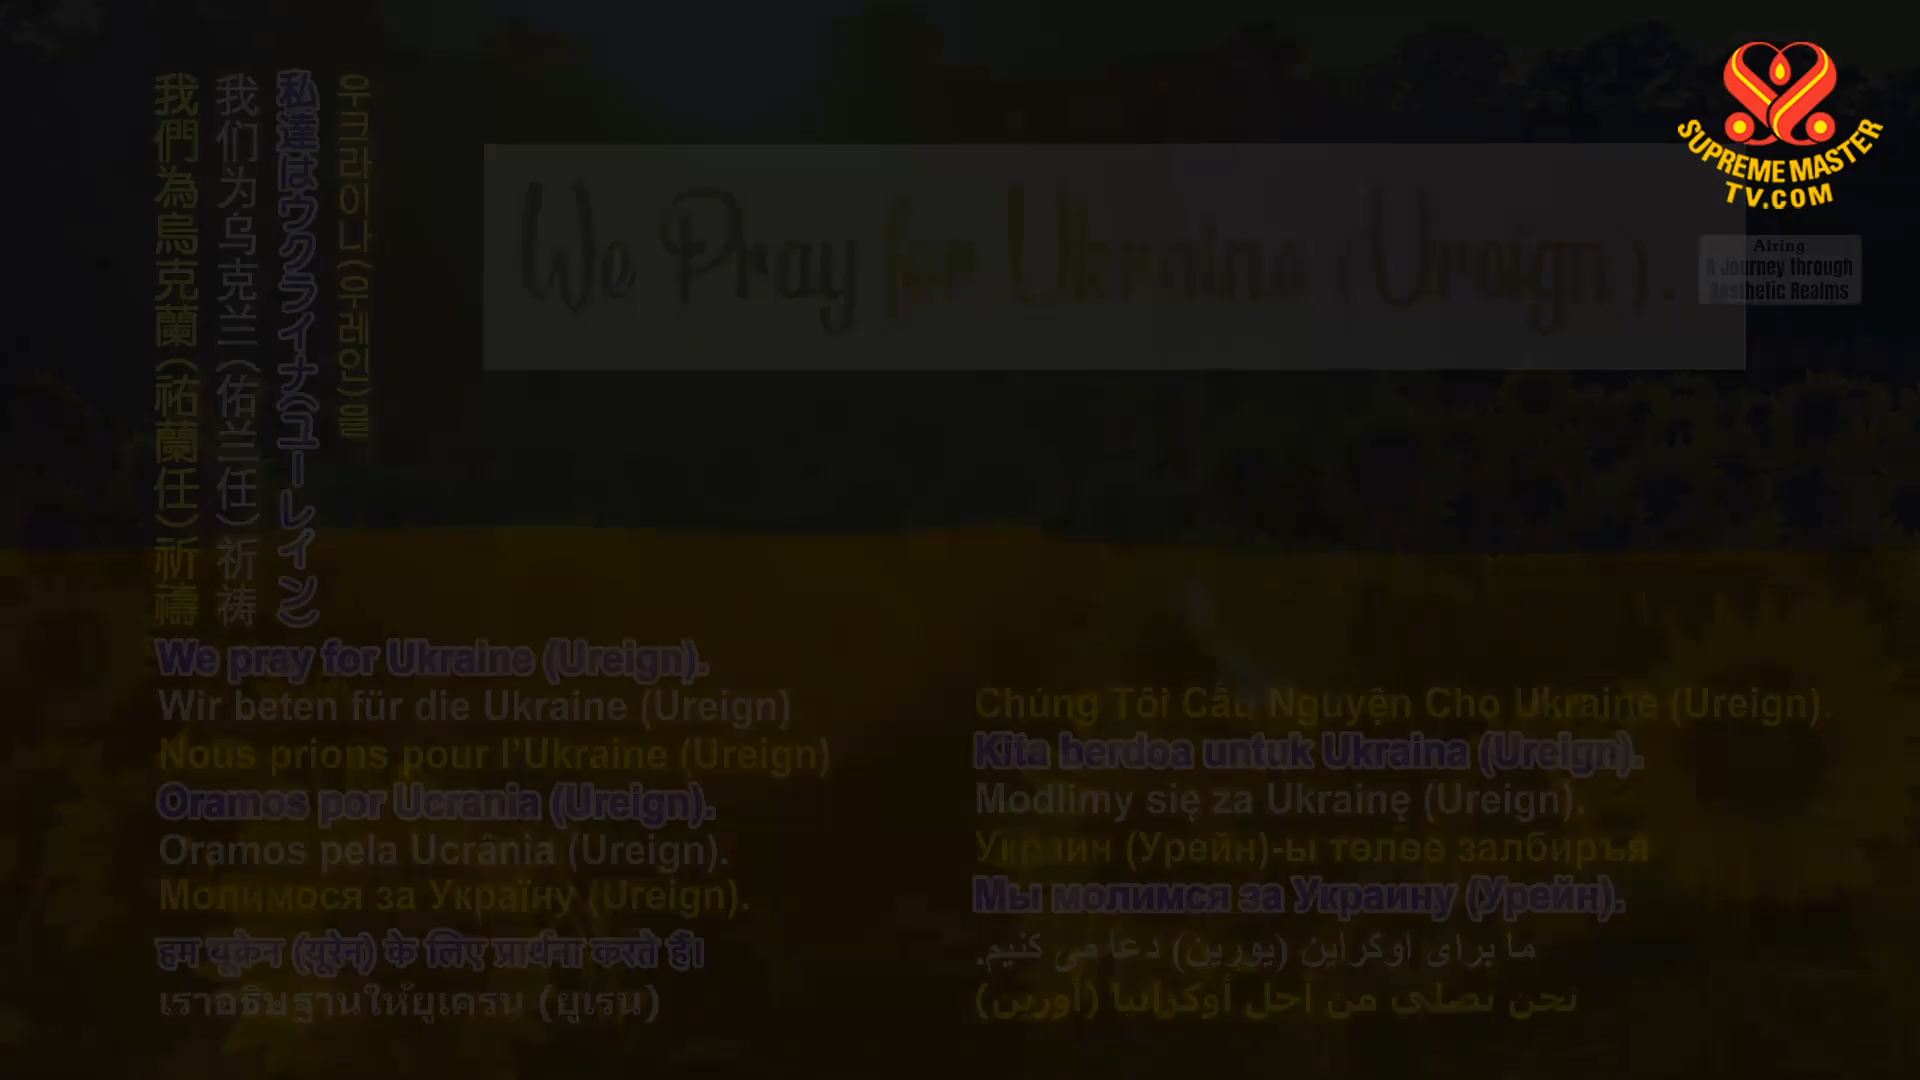 我們為烏克蘭(祐蘭任)祈禱
我们为乌克兰(佑兰任)祈祷
私達はウクライナ(ユーレイン)
우크라이나(우레인)을
We Pray for Ukraine (Ureign).
SUPREME MASTER
TV.COM
Airing
A Journey through
Aesthetic Realms
We pray for Ukraine (Ureign).
Wir beten für die Ukraine (Ureign)
Nous prions pour l’Ukraine (Ureign)
Oramos por Ucrania (Ureign).
Oramos pela Ucrânia (Ureign).
Молимося за Україну (Ureign).
हम यूक्रेन (यूरेन) के लिए प्रार्थना करते हैं।
เราอธิษฐานให้ยูเครน (ยูเรน)
Chúng Tôi Cầu Nguyện Cho Ukraine (Ureign)
Kita berdoa untuk Ukraina (Ureign).
Modlimy się za Ukrainę (Ureign).
Украин (Урейн)-ы төлөө залбиръя
Мы молимся за Украину (Урейн).
ما برای اوکراین (یورین) دعا می کنیم.
نحن نصلي من أجل أوكرانيا (أورين)